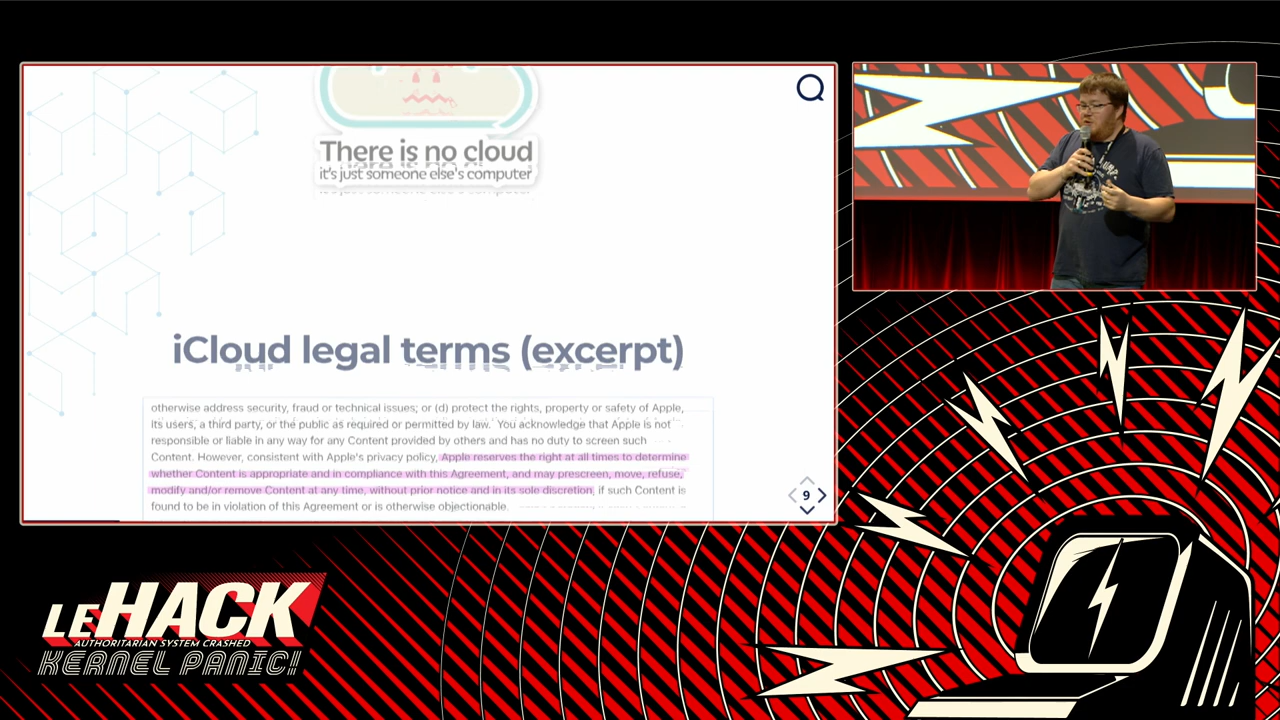 There is no cloud
it's just someone else's computer
iCloud legal terms (excerpt)
otherwise address security, fraud or technical issues; or (d) protect the rights, property or safety of Apple,
its users, a third party, or the public as required or permitted by law. You acknowledge that Apple is not
responsible or liable in any way for any Content provided by others and has no duty to screen such
Content. However, consistent with Apple's privacy policy, Apple reserves the right at all times to determine
whether Content is appropriate and in compliance with this Agreement, and may prescreen, move, refuse,
modify and/or remove Content at any time, without prior notice and in its sole discretion, if such Content is
found to be in violation of this Agreement or is otherwise objectionable.
9
LEHACK
AUTHORITARIAN SYSTEM CRASHED
KERNEL PANIC!